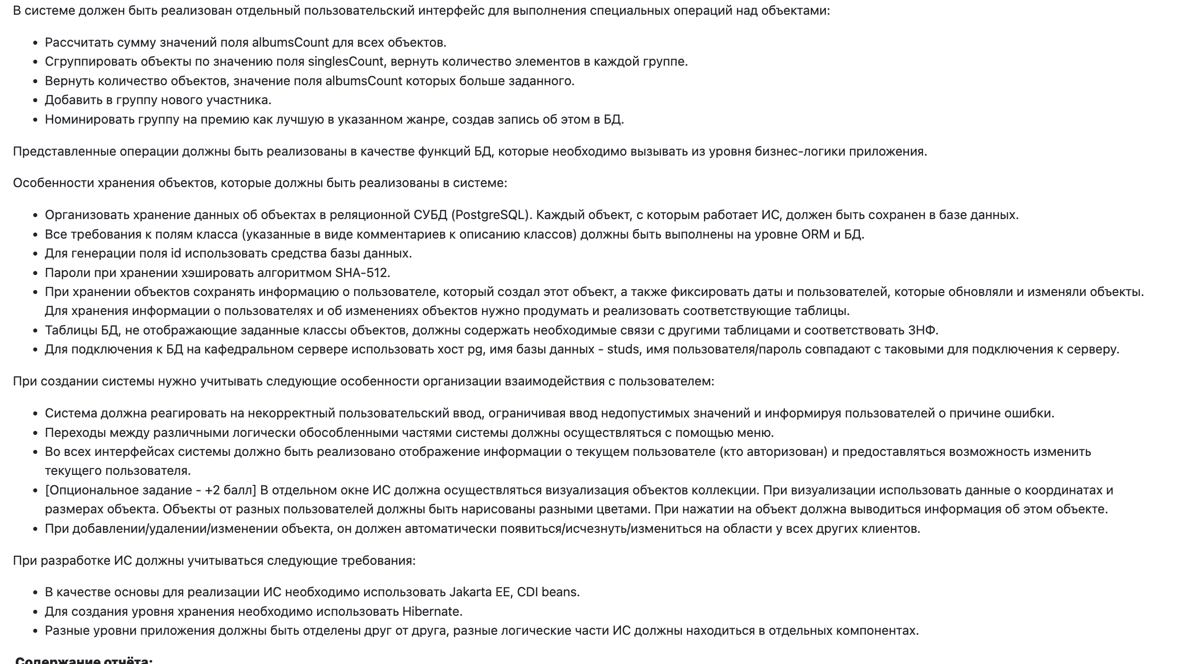 В системе должен быть реализован отдельный пользовательский интерфейс для выполнения специальных операций над объектами:
• Рассчитать сумму значений поля albumsCount для всех объектов.
• Сгруппировать объекты по значению поля singlesCount, вернуть количество элементов в каждой группе.
• Вернуть количество объектов, значение поля albumsCount которых больше заданного.
• Добавить в группу нового участника.
• Номинировать группу на премию как лучшую в указанном жанре, создав запись об этом в БД.
Представленные операции должны быть реализованы в качестве функций БД, которые необходимо вызывать из уровня бизнес-логики приложения.
Особенности хранения объектов, которые должны быть реализованы в системе:
• Организовать хранение данных об объектах в реляционной СУБД (PostgreSQL). Каждый объект, с которым работает ИС, должен быть сохранен в базе данных.
• Все требования к полям класса (указанные в виде комментариев к описанию классов) должны быть выполнены на уровне ORM и БД.
• Для генерации поля id использовать средства базы данных.
• Пароли при хранении хэшировать алгоритмом SHA-512.
• При хранении объектов сохранять информацию о пользователе, который создал этот объект, а также фиксировать даты и пользователей, которые обновляли и изменяли объекты.
Для хранения информации о пользователях и об изменениях объектов нужно продумать и реализовать соответствующие таблицы.
• Таблицы БД, не отображающие заданные классы объектов, должны содержать необходимые связи с другими таблицами и соответствовать 3НФ.
• Для подключения к БД на кафедральном сервере использовать хост pg, имя базы данных - studs, имя пользователя/пароль совпадают с таковыми для подключения к серверу.
При создании системы нужно учитывать следующие особенности организации взаимодействия с пользователем:
• Система должна реагировать на некорректный пользовательский ввод, ограничивая ввод недопустимых значений и информируя пользователей о причине ошибки.
• Переходы между различными логически обособленными частями системы должны осуществляться с помощью меню.
• Во всех интерфейсах системы должно быть реализовано отображение информации о текущем пользователе (кто авторизован) и предоставляться возможность изменить
текущего пользователя.
• [Опциональное задание - +2 балл] В отдельном окне ИС должна осуществляться визуализация объектов коллекции. При визуализации использовать данные о координатах и
размерах объекта. Объекты от разных пользователей должны быть нарисованы разными цветами. При нажатии на объект должна выводиться информация об этом объекте.
• При добавлении/удалении/изменении объекта, он должен автоматически появиться/исчезнуть/измениться на области у всех других клиентов.
При разработке ИС должны учитываться следующие требования:
• В качестве основы для реализации ИС необходимо использовать Jakarta EE, CDI beans.
• Для создания уровня хранения необходимо использовать Hibernate.
• Разные уровни приложения должны быть отделены друг от друга, разные логические части ИС должны находиться в отдельных компонентах.
Содержание отчёта: